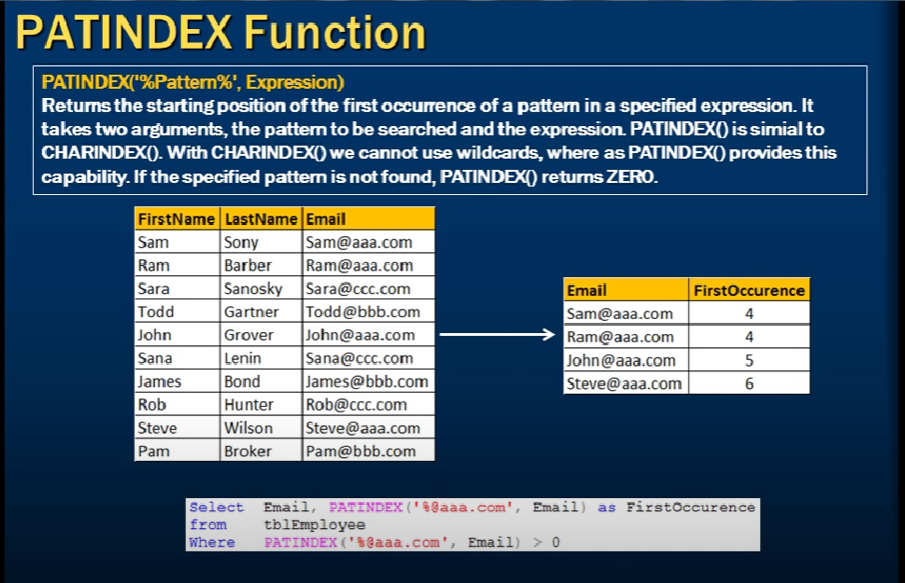 PATINDEX Function
PATINDEX('%Pattern%', Expression)
Returns the starting position of the first occurrence of a pattern in a specified expression. It
takes two arguments, the pattern to be searched and the expression. PATINDEX() is simial to
CHARINDEX(). With CHARINDEX() we cannot use wildcards, where as PATINDEX() provides this
capability. If the specified pattern is not found, PATINDEX() returns ZERO.
FirstName LastName Email
Sam Sony Sam@aaa.com
Ram Barber Ram@aaa.com
Sara Sanosky Sara@ccc.com
Todd Gartner Todd@bbb.com
John Grover John@aaa.com
Sana Lenin Sana@ccc.com
James Bond James@bbb.com
Rob Hunter Rob@ccc.com
Steve Wilson Steve@aaa.com
Pam Broker Pam@bbb.com
Email FirstOccurence
Sam@aaa.com 4
Ram@aaa.com 4
John@aaa.com 5
Steve@aaa.com 6
Select Email, PATINDEX('%@aaa.com', Email) as FirstOccurence
from tblEmployee
Where PATINDEX('%@aaa.com', Email) > 0